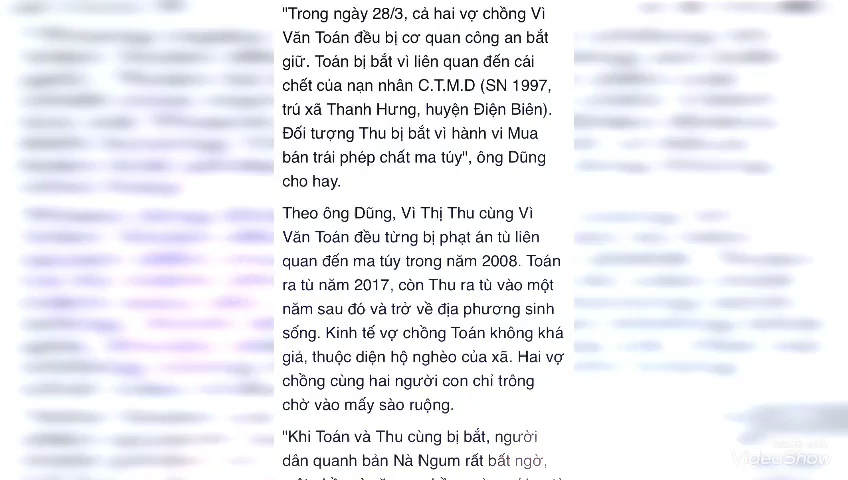 "Trong ngày 28/3, cả hai vợ chồng Vì
Văn Toán đều bị cơ quan công an bắt
giữ. Toán bị bắt vì liên quan đến cái
chết của nạn nhân C.T.M.D (SN 1997,
trú xã Thanh Hưng, huyện Điện Biên).
Đối tượng Thu bị bắt vì hành vi Mua
bán trái phép chất ma túy", ông Dũng
cho hay.
Theo ông Dũng, Vì Thị Thu cùng Vì
Văn Toán đều từng bị phạt án tù liên
quan đến ma túy trong năm 2008. Toán
ra tù năm 2017, còn Thu ra tù vào một
năm sau đó và trở về địa phương sinh
sống. Kinh tế vợ chồng Toán không khá
giả, thuộc diện hộ nghèo của xã. Hai vợ
chồng cùng hai người con chỉ trông
chờ vào mấy sào ruộng.
"Khi Toán và Thu cùng bị bắt, người
dân quanh bản Nà Ngum rất bất ngờ,
VideoShow